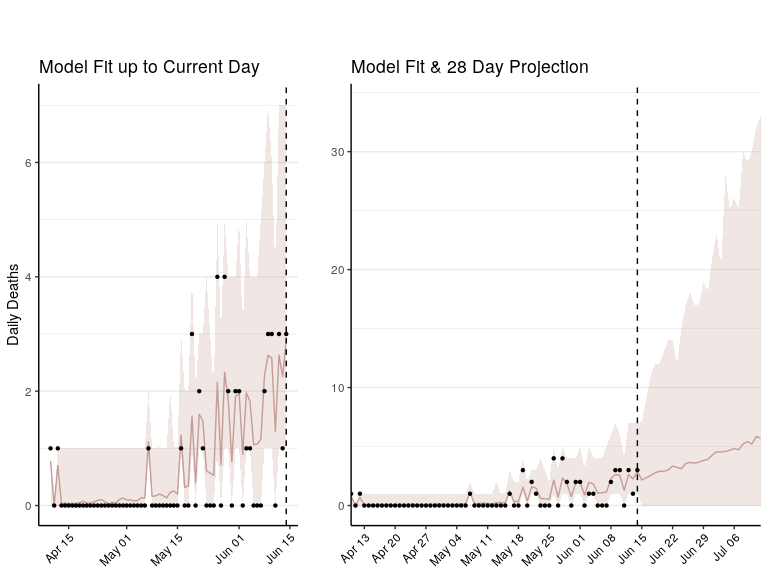 Model Fit up to Current Day
Daily Deaths
6
4
2
0
Apr 15
May 01
May 15
Jun 01
Jun 15
Model Fit & 28 Day Projection
30
20
10
0
Apr 13
Apr 20
Apr 27
May 04
May 11
May 18
May 25
Jun 01
Jun 08
Jun 15
Jun 22
Jun 29
Jul 06